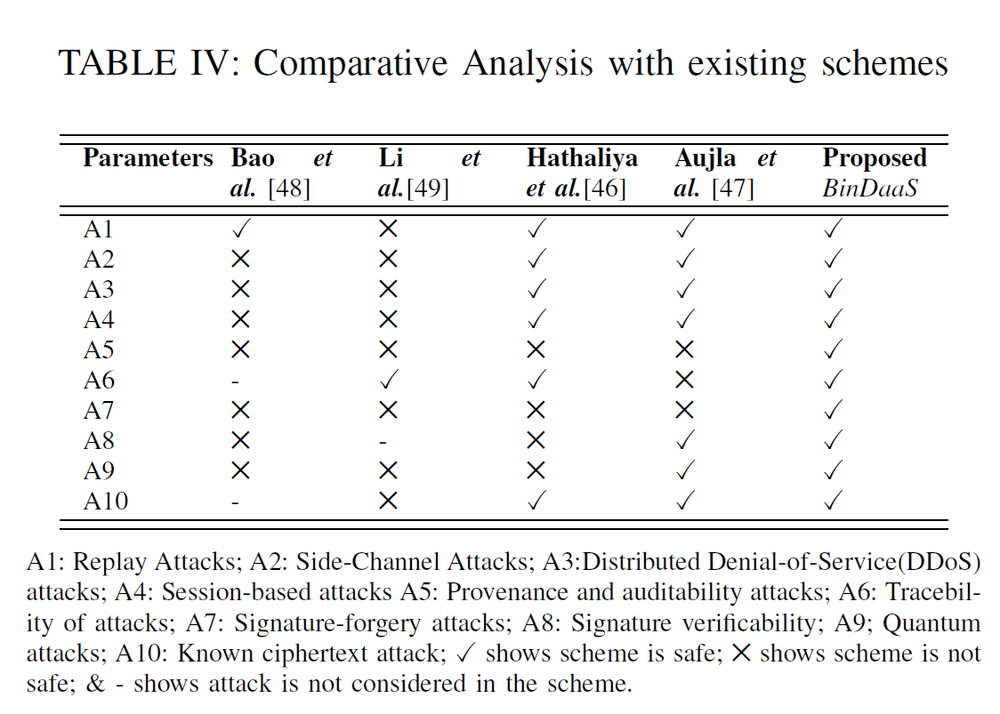 TABLE IV: Comparative Analysis with existing schemes
Parameters Bao et al. [48] Li et al.[49] Hathaliya et al.[46] Aujla et al. [47] Proposed BinDaaS
A1 ✓ ✕ ✓ ✓ ✓
A2 ✕ ✕ ✓ ✓ ✓
A3 ✕ ✕ ✓ ✓ ✓
A4 ✕ ✕ ✓ ✓ ✓
A5 ✕ ✕ ✕ ✕ ✓
A6 - ✓ ✓ ✕ ✓
A7 ✕ ✕ ✕ ✕ ✓
A8 ✕ - ✕ ✓ ✓
A9 ✕ ✕ ✕ ✓ ✓
A10 - ✕ ✓ ✓ ✓
A1: Replay Attacks; A2: Side-Channel Attacks; A3:Distributed Denial-of-Service(DDoS)
attacks; A4: Session-based attacks A5: Provenance and auditability attacks; A6: Tracebil-
ity of attacks; A7: Signature-forgery attacks; A8: Signature verificability; A9; Quantum
attacks; A10: Known ciphertext attack; ✓ shows scheme is safe; ✕ shows scheme is not
safe; & - shows attack is not considered in the scheme.